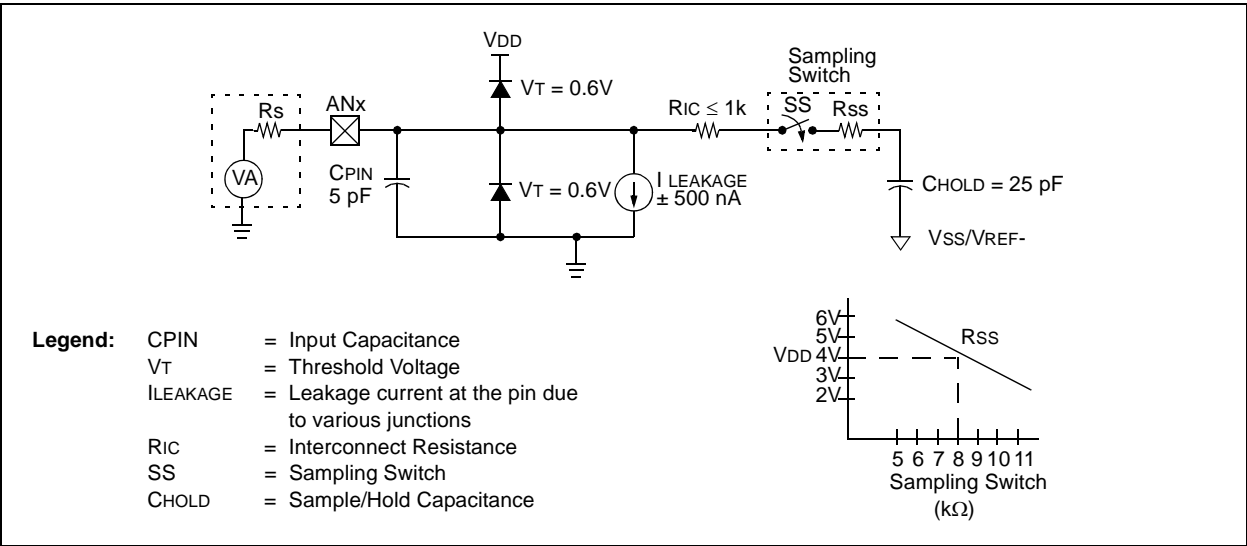 VDD
Sampling
Switch
VT = 0.6V
Rs
ANx
RIC ≤ 1k
SS
RSS
VA
CPIN
5 pF
VT = 0.6V
I LEAKAGE
± 500 nA
CHOLD = 25 pF
VSS/VREF-
Legend: CPIN = Input Capacitance
VT = Threshold Voltage
ILEAKAGE = Leakage current at the pin due
to various junctions
RIC = Interconnect Resistance
SS = Sampling Switch
CHOLD = Sample/Hold Capacitance
6V
5V
VDD 4V
3V
2V
RSS
5 6 7 8 9 10 11
Sampling Switch
(kΩ)